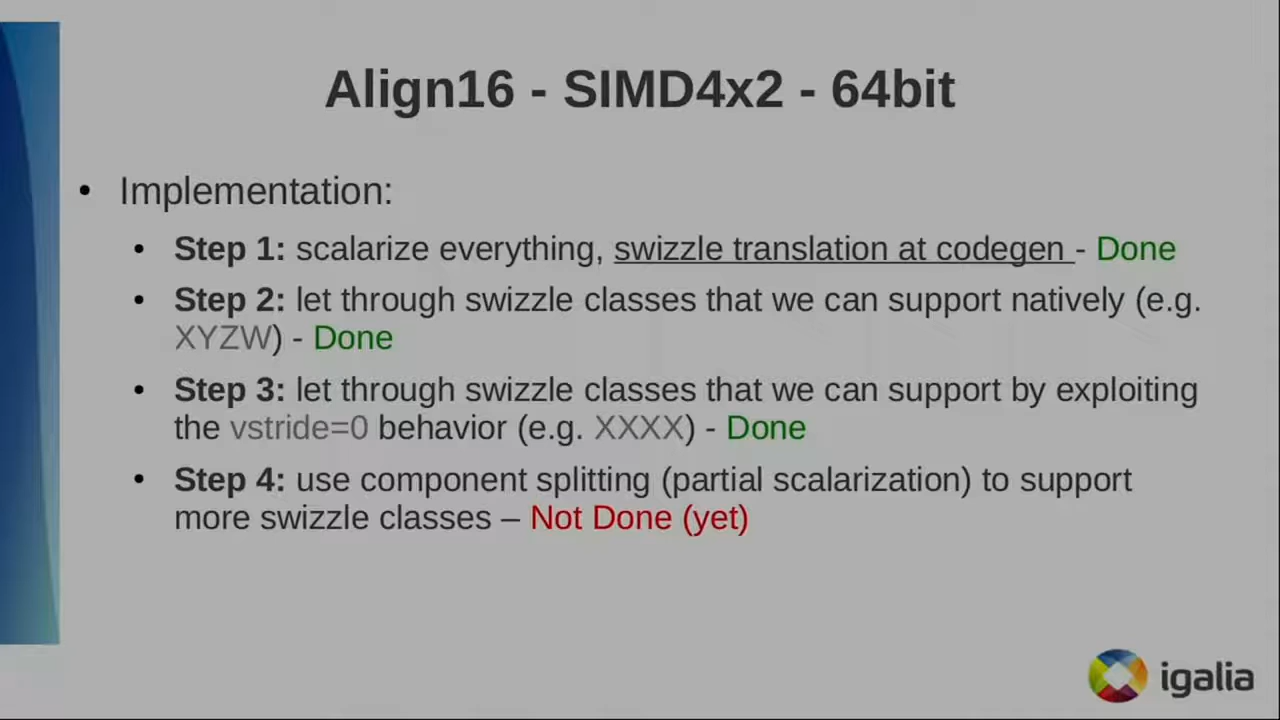 Align16 - SIMD4x2 - 64bit
• Implementation:
• Step 1: scalarize everything, swizzle translation at codegen - Done
• Step 2: let through swizzle classes that we can support natively (e.g.
XYZW) - Done
• Step 3: let through swizzle classes that we can support by exploiting
the vstride=0 behavior (e.g. XXXX) - Done
• Step 4: use component splitting (partial scalarization) to support
more swizzle classes – Not Done (yet)
igalia